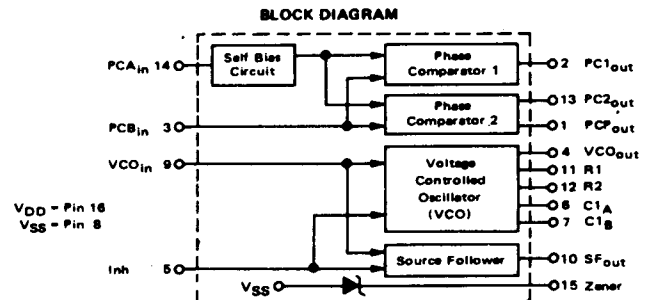 BLOCK DIAGRAM
PCAin 14
Self Bias
Circuit
Phase
Comparator 1
2 PC1out
13 PC2out
PCBin 3
Phase
Comparator 2
1 PCPout
4 VCOout
VCOin 9
Voltage
Controlled
Oscillator
(VCO)
11 R1
12 R2
6 C1A
7 C1B
VDD = Pin 16
VSS = Pin 8
Inh 5
Source Follower
10 SFout
VSS
15 Zener